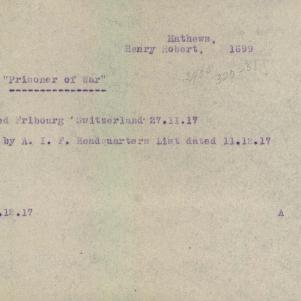 Mathews,
Henry Robert, 1699
"Prisoner of War"
ed Fribourg Switzerland 27.11.17
by A. I. F. Headquarters List dated 11.12.17
.12.17 A